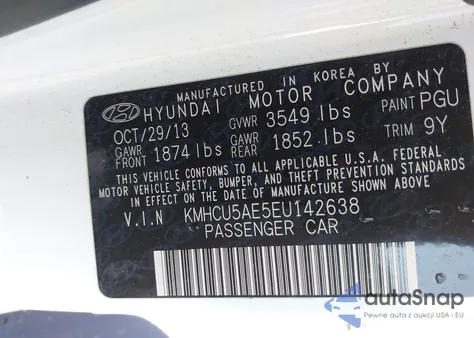 MANUFACTURED IN KOREA BY
HYUNDAI MOTOR COMPANY
OCT/29/13 GVWR 3549 lbs PAINT PGU
GAWR FRONT 1874 lbs GAWR REAR 1852 lbs TRIM 9Y
THIS VEHICLE CONFORMS TO ALL APPLICABLE FEDERAL
MOTOR VEHICLE SAFETY, BUMPER, AND THEFT PREVENTION
STANDARDS IN EFFECT ON THE DATE OF MANUFACTURE
SHOWN ABOVE.
V.I.N KMHCU5AE5EU142638
PASSENGER CAR
autoSnap
Pewne auta z aukcji USA i EU